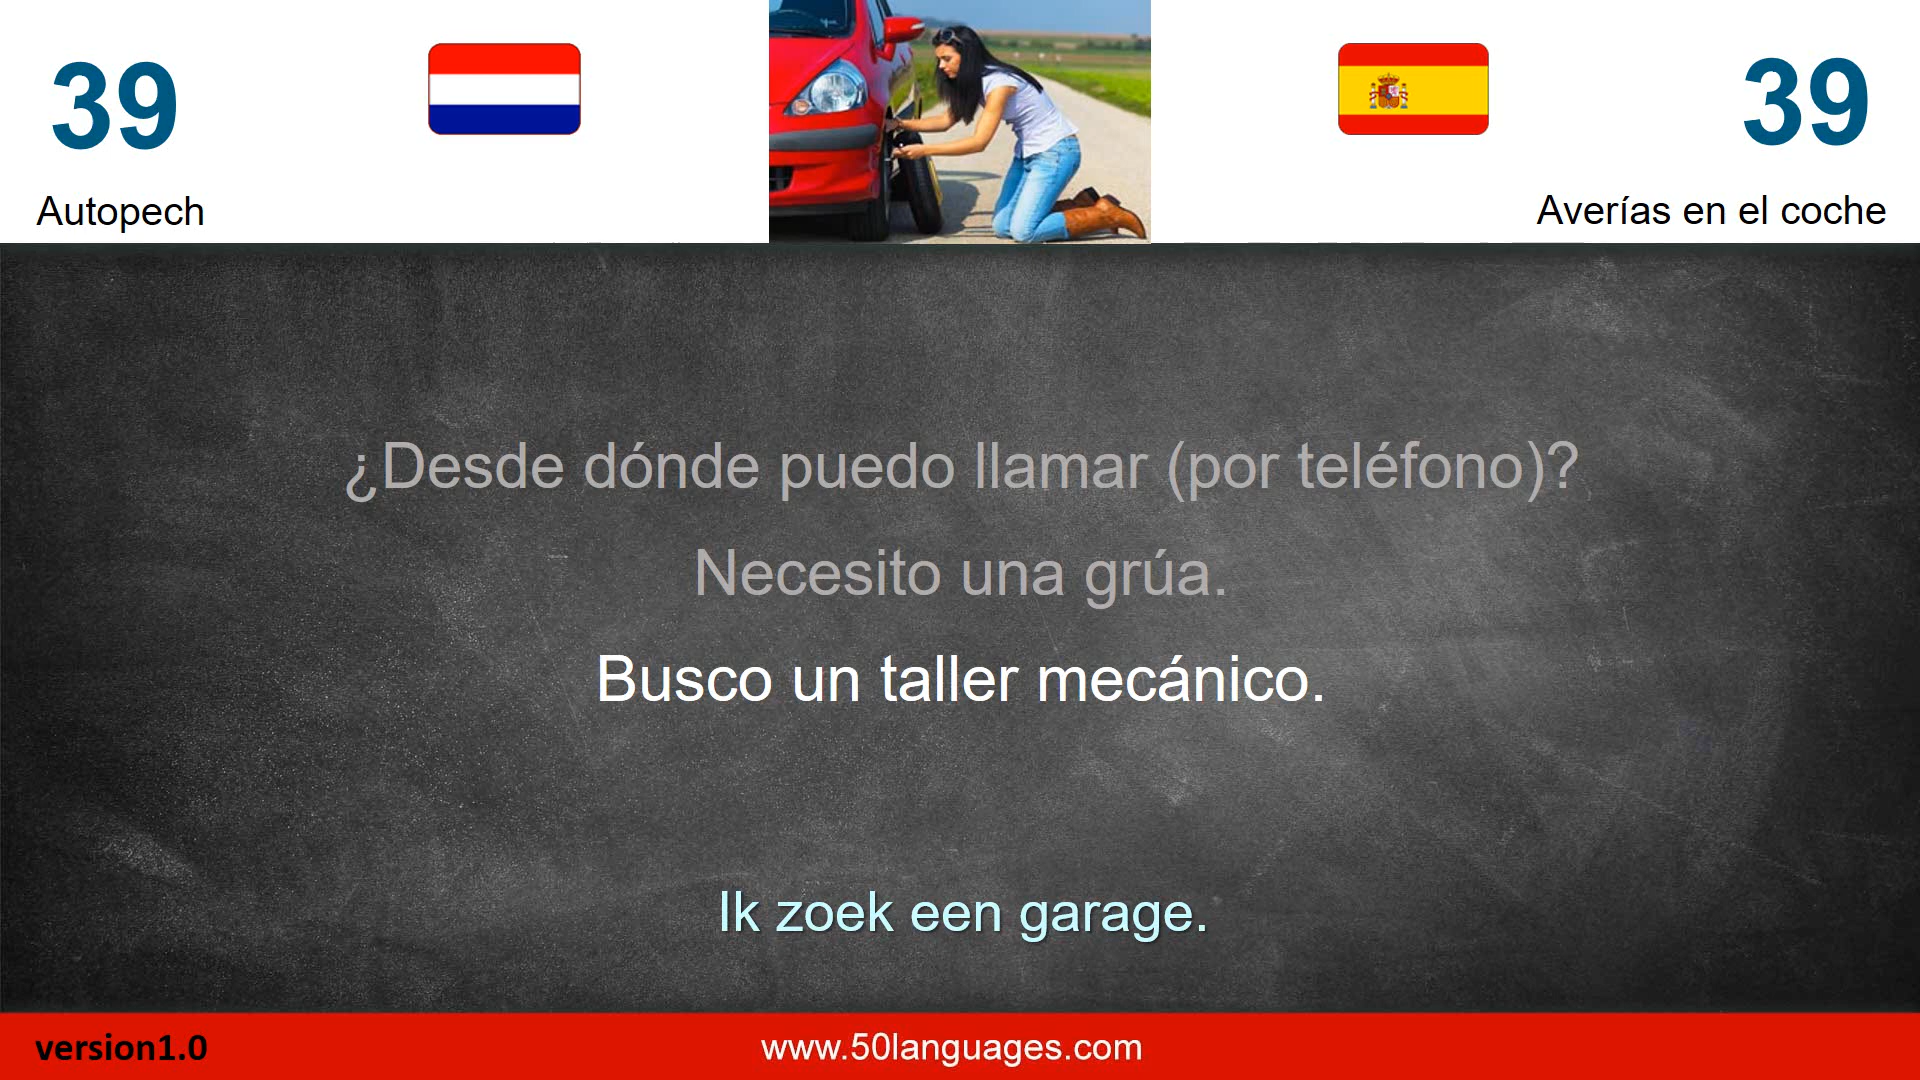 39
39
Autopech
Averías en el coche
¿Desde dónde puedo llamar (por teléfono)?
Necesito una grúa.
Busco un taller mecánico.
Ik zoek een garage.
version1.0
www.50languages.com